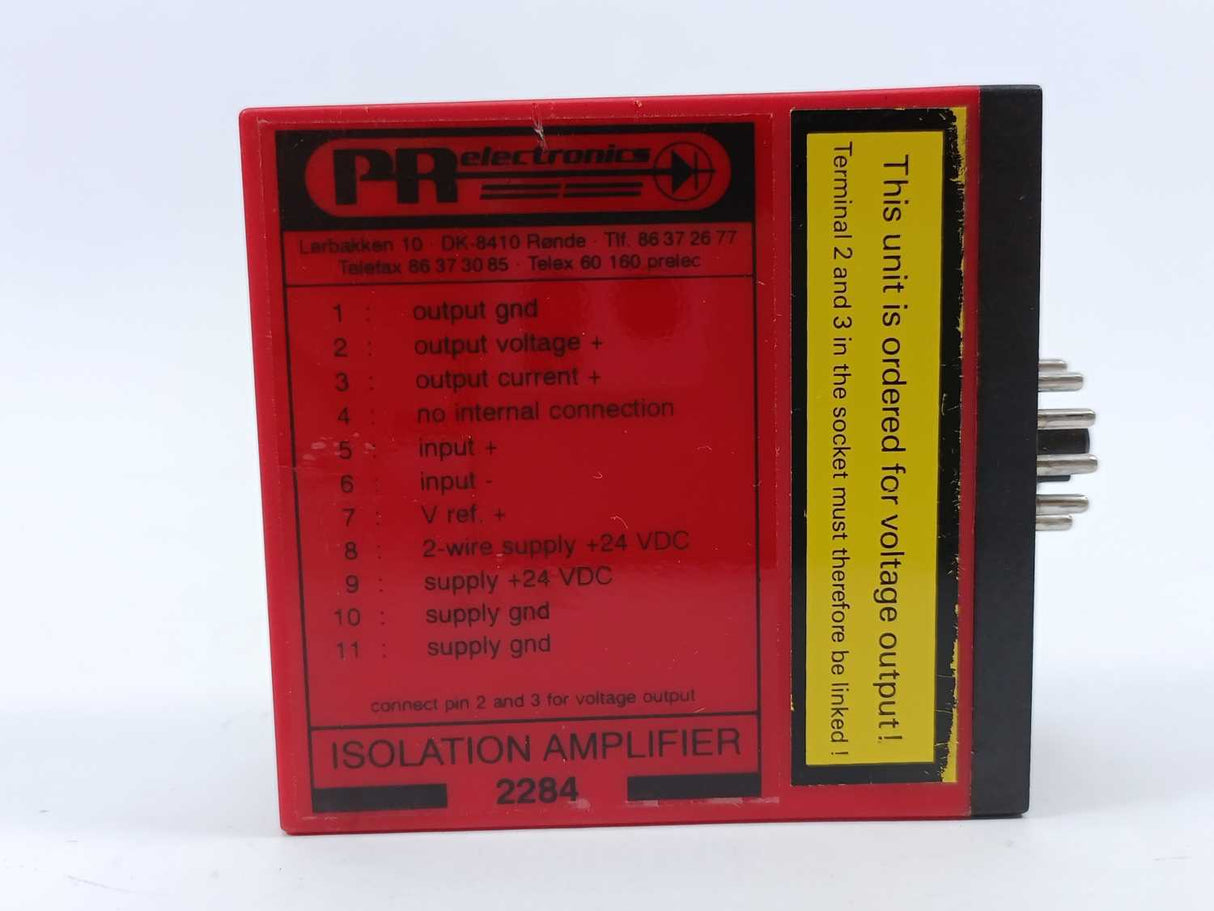 PR electronics
Lerbakken 10 · DK-8410 Rønde · Tlf. 86 37 26 77
Telefax 86 37 30 85 · Telex 60 160 prelec
1 : output gnd
2 : output voltage +
3 : output current +
4 : no internal connection
5 : input +
6 : input -
7 : V ref. +
8 : 2-wire supply +24 VDC
9 : supply +24 VDC
10 : supply gnd
11 : supply gnd
connect pin 2 and 3 for voltage output
ISOLATION AMPLIFIER
2284
This unit is ordered for voltage output!
Terminal 2 and 3 in the socket must therefore be linked !